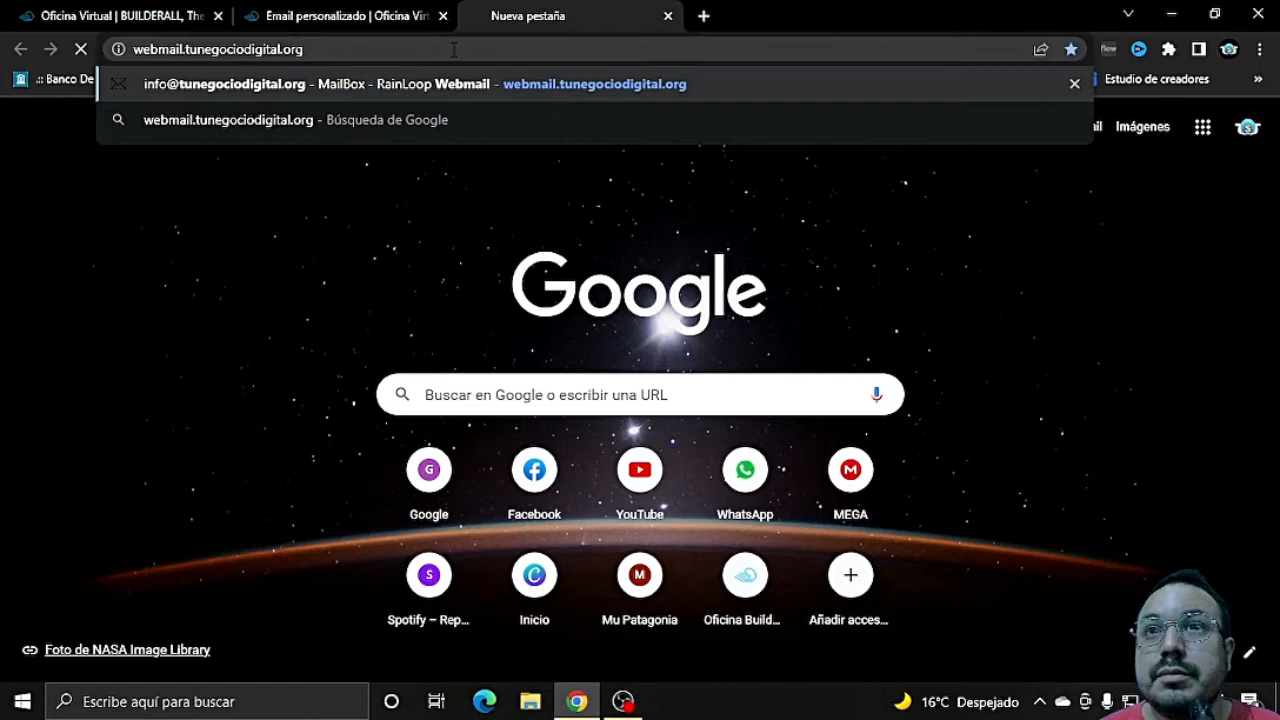 Oficina Virtual | BUILDERALL, The
Email personalizado | Oficina Virt
Nueva pestaña
webmail.tunegociodigital.org
flow
.:: Banco De
Estudio de creadores
»
info@tunegociodigital.org - MailBox - RainLoop Webmail - webmail.tunegociodigital.org
webmail.tunegociodigital.org - Búsqueda de Google
ail
Imágenes
Google
Buscar en Google o escribir una URL
G
M
Google
Facebook
YouTube
WhatsApp
MEGA
S
C
M
Spotify – Rep...
Inicio
Mu Patagonia
Oficina Build...
Añadir acces...
Foto de NASA Image Library
Escribe aquí para buscar
16°C Despejado